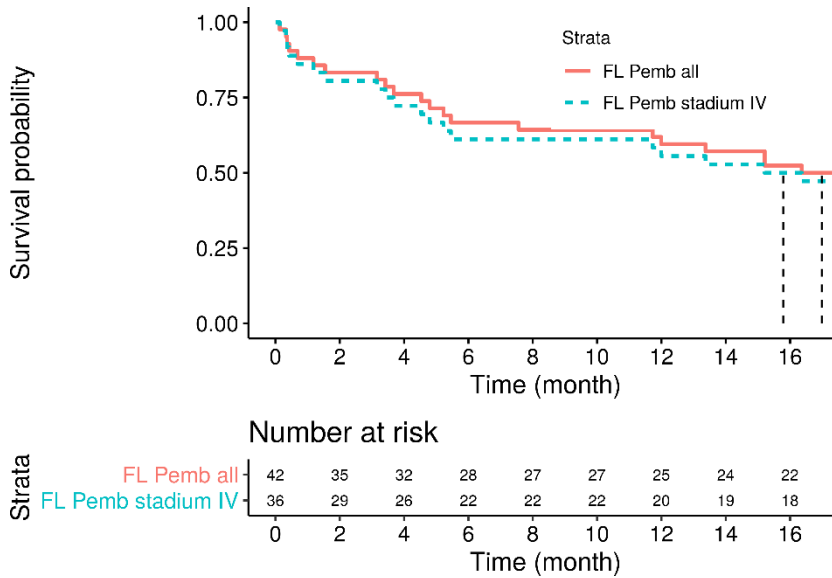 Survival probability
1.00
0.75
0.50
0.25
0.00
Strata
FL Pemb all
FL Pemb stadium IV
0 2 4 6 8 10 12 14 16
Time (month)
Number at risk
Strata
FL Pemb all 42 35 32 28 27 27 25 24 22
FL Pemb stadium IV 36 29 26 22 22 22 20 19 18
0 2 4 6 8 10 12 14 16
Time (month)